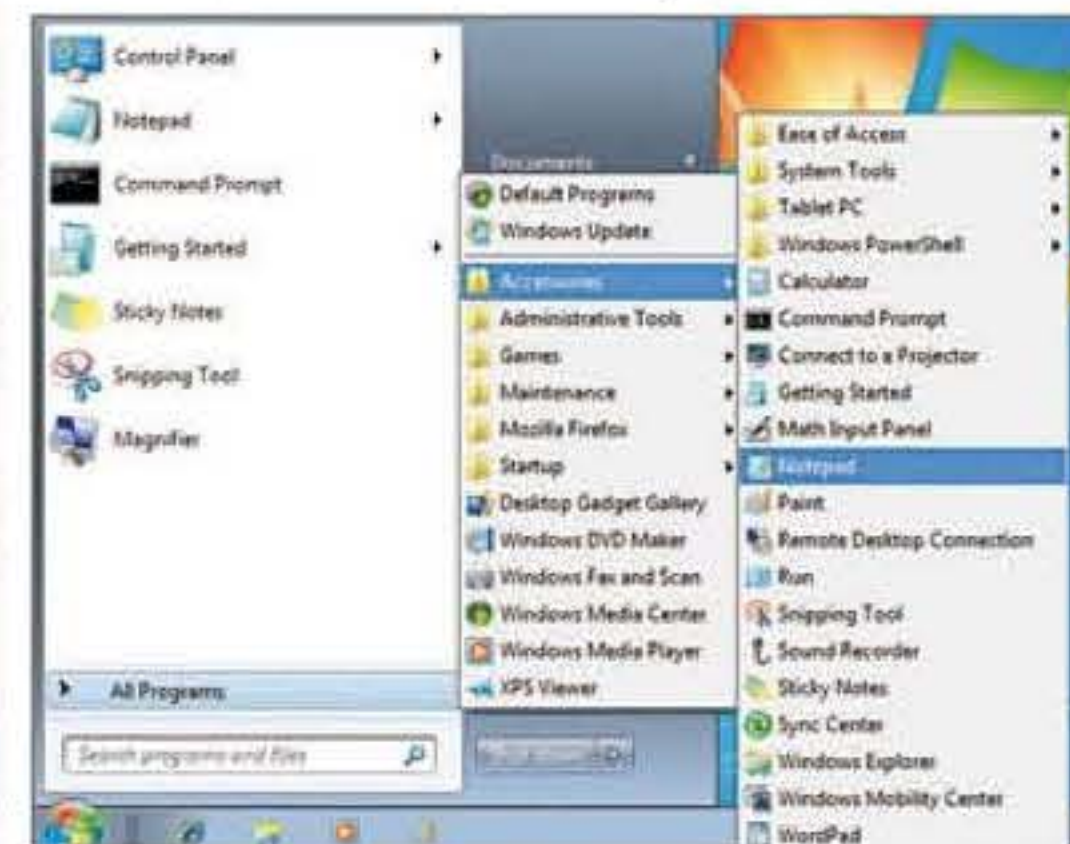 Control Panel
Notepad
Command Prompt
Getting Started
Sticky Notes
Snipping Tool
Magnifier
All Programs
Search programs and files
Documents
Default Programs
Windows Update
Accessories
Administrative Tools
Games
Maintenance
Mozilla Firefox
Startup
Desktop Gadget Gallery
Windows DVD Maker
Windows Fax and Scan
Windows Media Center
Windows Media Player
XPS Viewer
Ease of Access
System Tools
Tablet PC
Windows PowerShell
Calculator
Command Prompt
Connect to a Projector
Getting Started
Math Input Panel
Notepad
Paint
Remote Desktop Connection
Run
Snipping Tool
Sound Recorder
Sticky Notes
Sync Center
Windows Explorer
Windows Mobility Center
WordPad